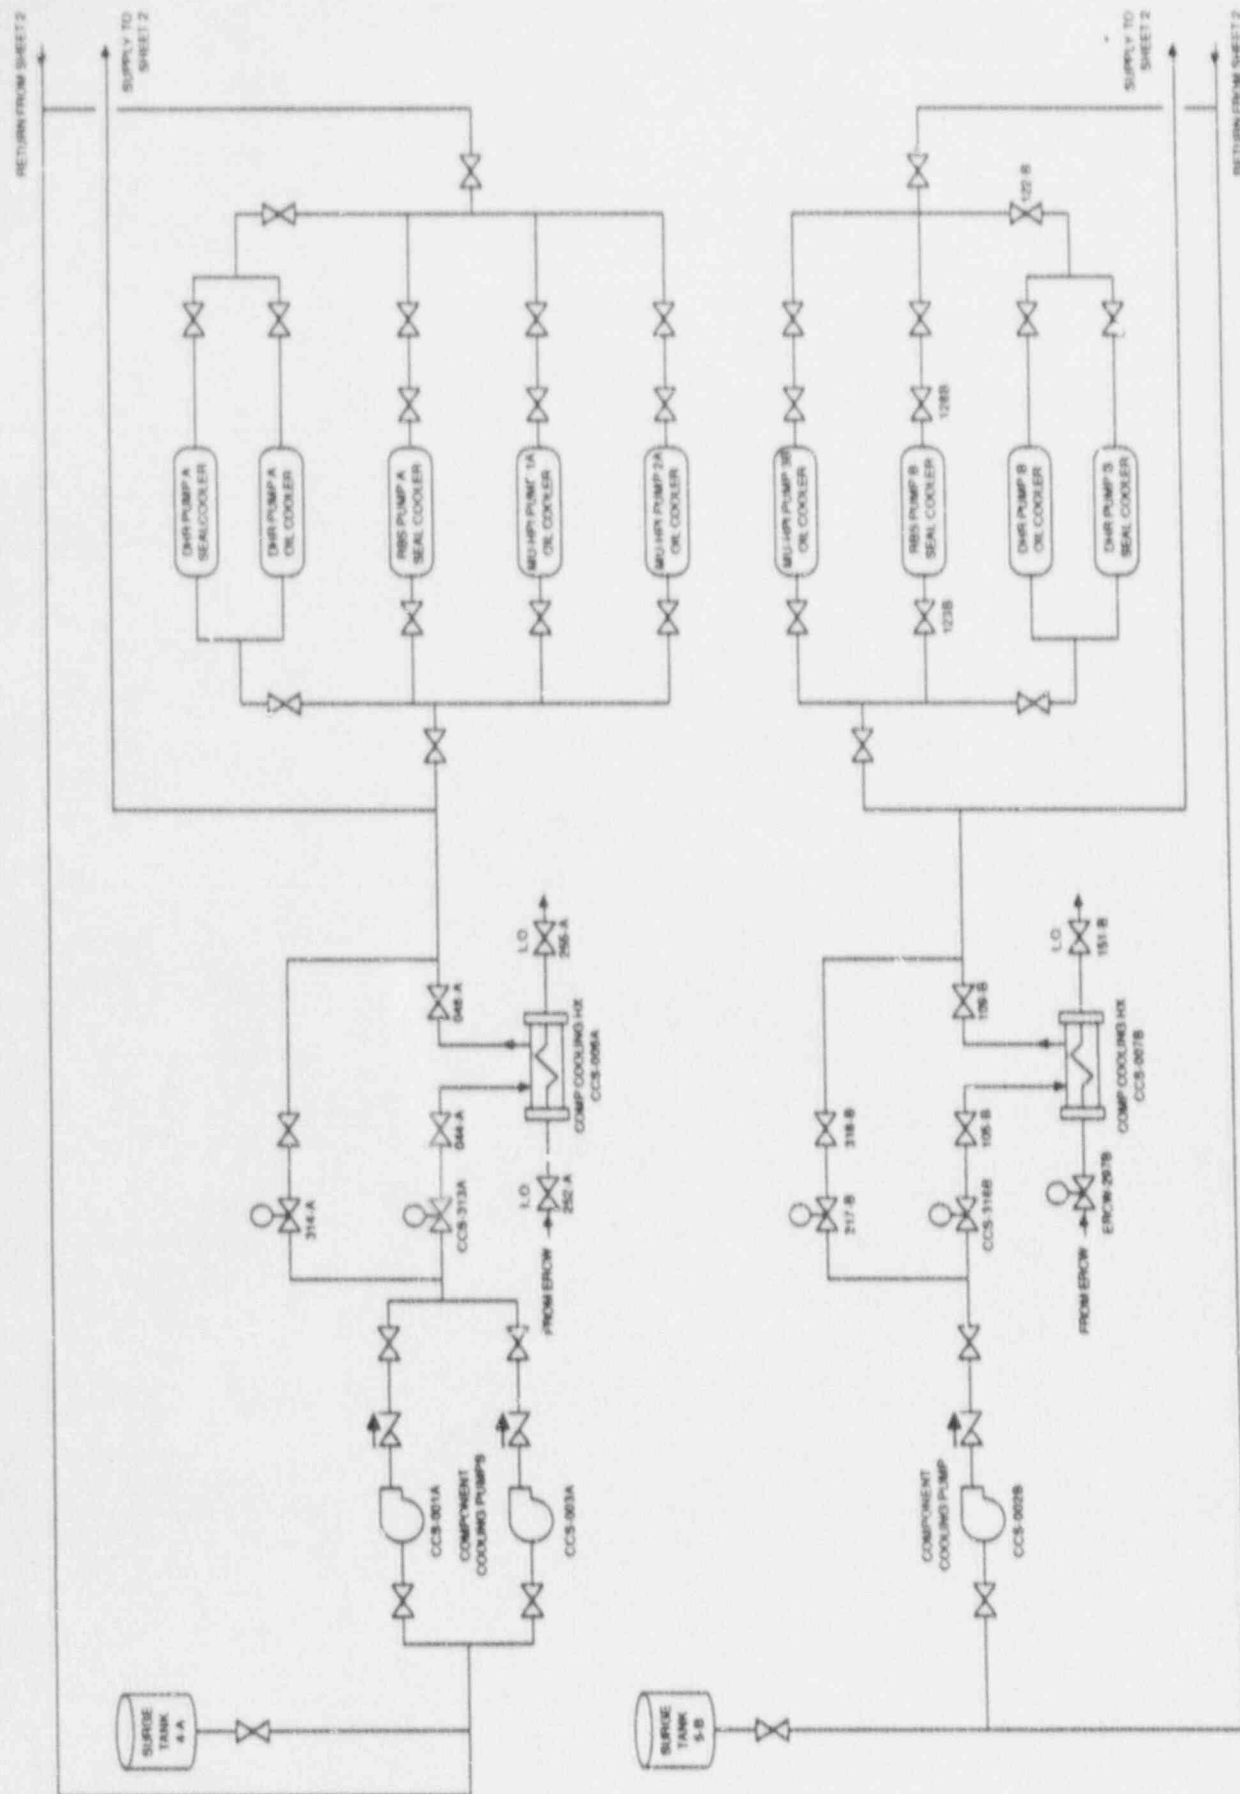 RETURN FROM SHEET 2
SUPPLY TO
SHEET 2
DHR PUMP A
SEAL COOLER
DHR PUMP A
OIL COOLER
RBS PUMP A
SEAL COOLER
MU-HPI PUMP 1A
OIL COOLER
MU-HPI PUMP 2A
OIL COOLER
314-A
CCS-313A
044-A
L.O.
252-A
L.O.
255-A
FROM ERCW
COMP COOLING HX
CCS-006A
CCS-001A
COMPONENT
COOLING PUMPS
CCS-003A
SURGE
TANK
4-A
SUPPLY TO
SHEET 2
RETURN FROM SHEET 2
122-B
MU-HPI PUMP 3B
OIL COOLER
RBS PUMP B
SEAL COOLER
128B
123B
DHR PUMP B
OIL COOLER
DHR PUMP B
SEAL COOLER
318-B
CCS-316B
105-B
109-B
L.O.
151-B
FROM ERCW
ERCW-297B
COMP COOLING HX
CCS-007B
COMPONENT
COOLING PUMP
CCS-002B
SURGE
TANK
5-B